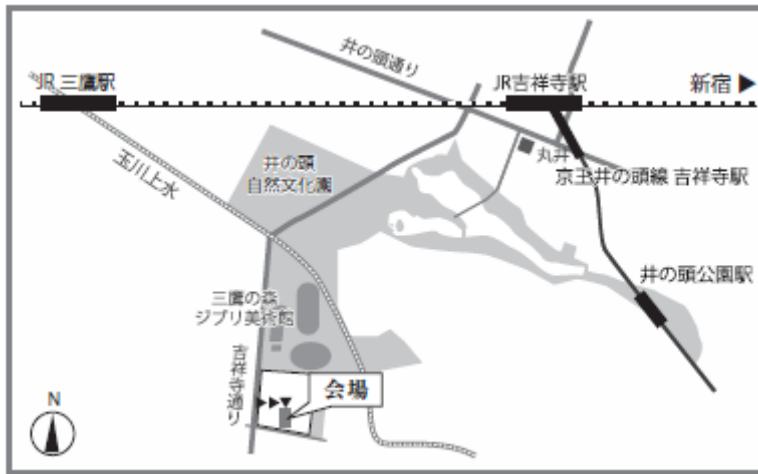 井の頭通り
JR 三鷹駅
JR吉祥寺駅
新宿 ▶
玉川上水
井の頭
自然文化園
丸井
京王井の頭線 吉祥寺駅
井の頭公園駅
三鷹の森
ジブリ美術館
吉祥寺通り
会場
N